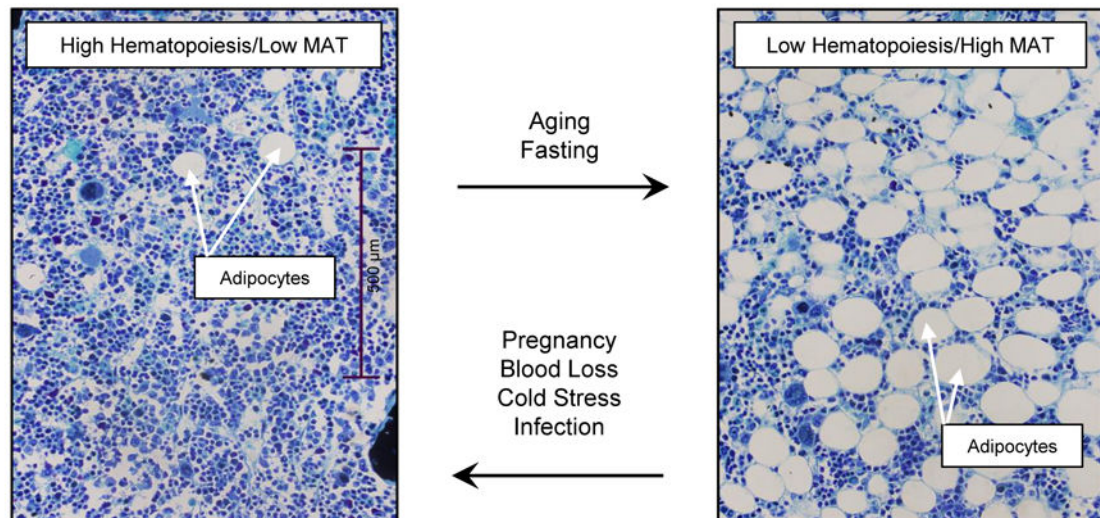 High Hematopoiesis/Low MAT
Adipocytes
500 µm
Aging
Fasting
Pregnancy
Blood Loss
Cold Stress
Infection
Low Hematopoiesis/High MAT
Adipocytes